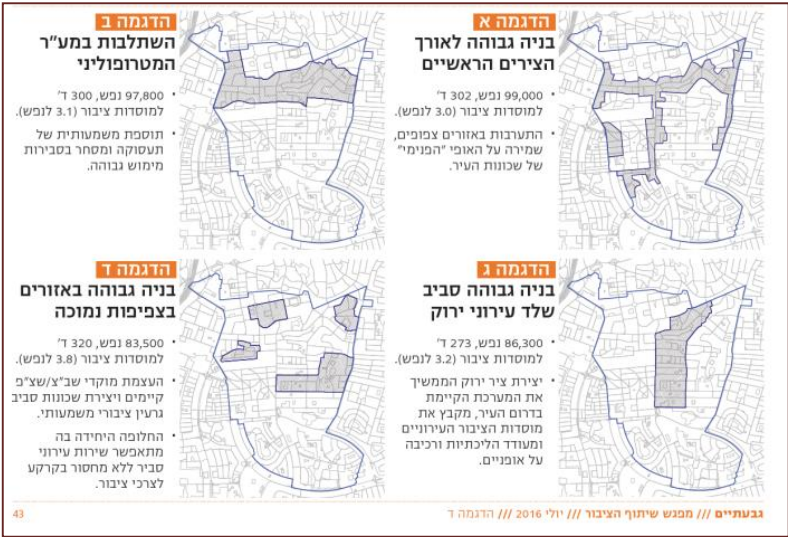 הדגמה א
בניה גבוהה לאורך
הצירים הראשיים
• 99,000 נפש, 302 ד'
למוסדות ציבור (3.0 לנפש).
• התערבות באזורים צפופים,
שמירה על האופי "הפנימי"
של שכונות העיר.
הדגמה ב
השתלבות במע"ר
המטרופוליני
• 97,800 נפש, 300 ד'
למוסדות ציבור (3.1 לנפש).
• תוספת משמעותית של
תעסוקה ומסחר בסבירות
מימוש גבוהה.
הדגמה ג
בניה גבוהה סביב
שלד עירוני ירוק
• 86,300 נפש, 273 ד'
למוסדות ציבור (3.2 לנפש).
• יצירת ציר ירוק הממשיך
את המערכת הקיימת
בדרום העיר, מקבץ את
מוסדות הציבור העירוניים
ומעודד הליכתיות ורכיבה
על אופניים.
הדגמה ד
בניה גבוהה באזורים
בצפיפות נמוכה
• 83,500 נפש, 320 ד'
למוסדות ציבור (3.8 לנפש).
• העצמת מוקדי שב"צ/שצ"פ
קיימים ויצירת שכונות סביב
גרעין ציבורי משמעותי.
• החלופה היחידה בה
מתאפשר שירות עירוני
סביר ללא מחסור בקרקע
לצרכי ציבור.
גבעתיים /// מפגש שיתוף הציבור /// יולי 2016 /// הדגמה ד
43